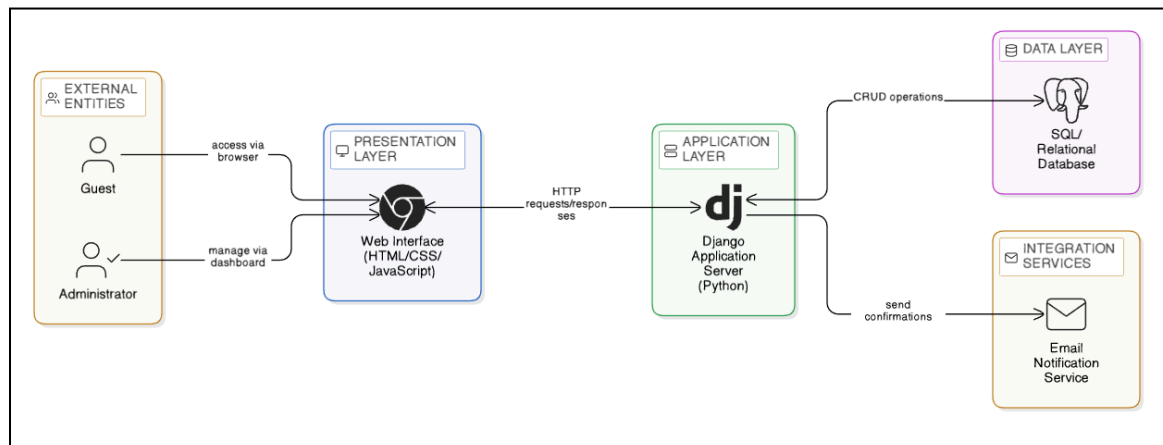 EXTERNAL
ENTITIES
Guest
Administrator
access via
browser
manage via
dashboard
PRESENTATION
LAYER
Web Interface
(HTML/CSS/
JavaScript)
HTTP
requests/respon
ses
APPLICATION
LAYER
dj
Django
Application
Server
(Python)
CRUD operations
send
confirmations
DATA LAYER
SQL/
Relational
Database
INTEGRATION
SERVICES
Email
Notification
Service